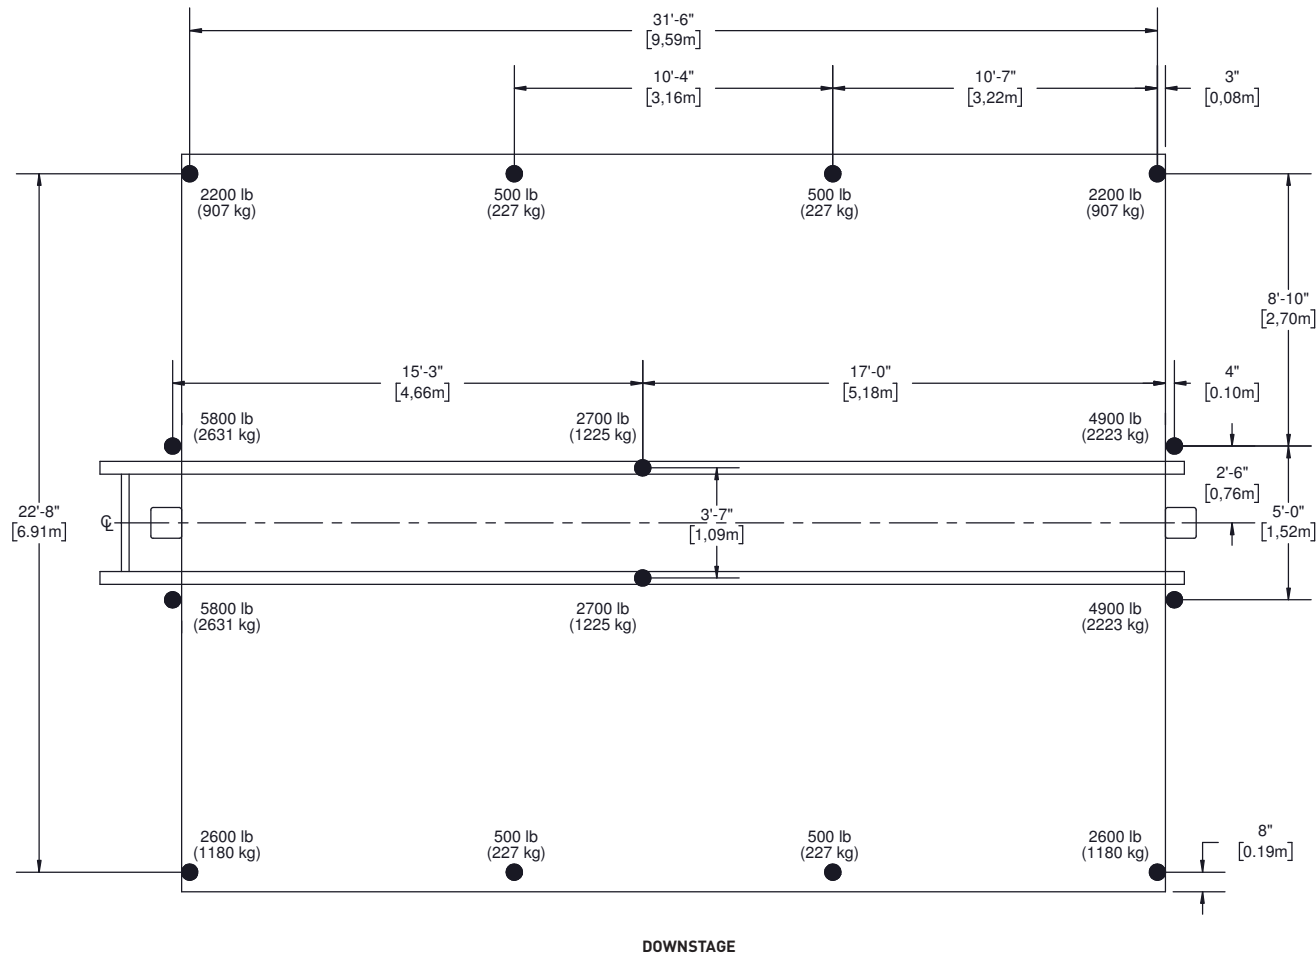 31'-6"
[9,59m]
10'-4"
[3,16m]
10'-7"
[3,22m]
3"
[0,08m]
2200 lb
(907 kg)
500 lb
(227 kg)
500 lb
(227 kg)
2200 lb
(907 kg)
8'-10"
[2,70m]
15'-3"
[4,66m]
17'-0"
[5,18m]
4"
[0.10m]
5800 lb
(2631 kg)
2700 lb
(1225 kg)
4900 lb
(2223 kg)
2'-6"
[0,76m]
22'-8"
[6.91m]
℄
3'-7"
[1,09m]
5'-0"
[1,52m]
5800 lb
(2631 kg)
2700 lb
(1225 kg)
4900 lb
(2223 kg)
2600 lb
(1180 kg)
500 lb
(227 kg)
500 lb
(227 kg)
2600 lb
(1180 kg)
8"
[0.19m]
DOWNSTAGE